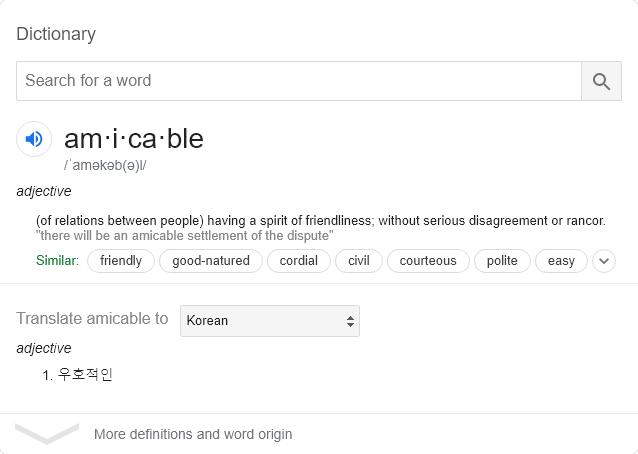 Dictionary
Search for a word
am·i·ca·ble
/ˈaməkəb(ə)l/
adjective
(of relations between people) having a spirit of friendliness; without serious disagreement or rancor.
"there will be an amicable settlement of the dispute"
Similar: friendly good-natured cordial civil courteous polite easy
Translate amicable to Korean
adjective
1. 우호적인
More definitions and word origin